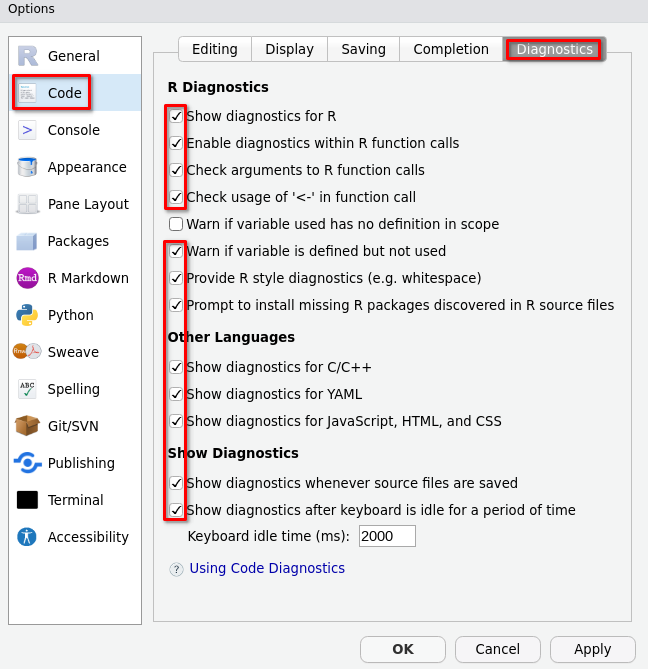 Options
General
Code
Console
Appearance
Pane Layout
Packages
Rmd R Markdown
Python
Sweave
ABC Spelling
Git/SVN
Publishing
Terminal
Accessibility
Editing Display Saving Completion Diagnostics
R Diagnostics
Show diagnostics for R
Enable diagnostics within R function calls
Check arguments to R function calls
Check usage of '<-' in function call
Warn if variable used has no definition in scope
Warn if variable is defined but not used
Provide R style diagnostics (e.g. whitespace)
Prompt to install missing R packages discovered in R source files
Other Languages
Show diagnostics for C/C++
Show diagnostics for YAML
Show diagnostics for JavaScript, HTML, and CSS
Show Diagnostics
Show diagnostics whenever source files are saved
Show diagnostics after keyboard is idle for a period of time
Keyboard idle time (ms): 2000
? Using Code Diagnostics
OK Cancel Apply